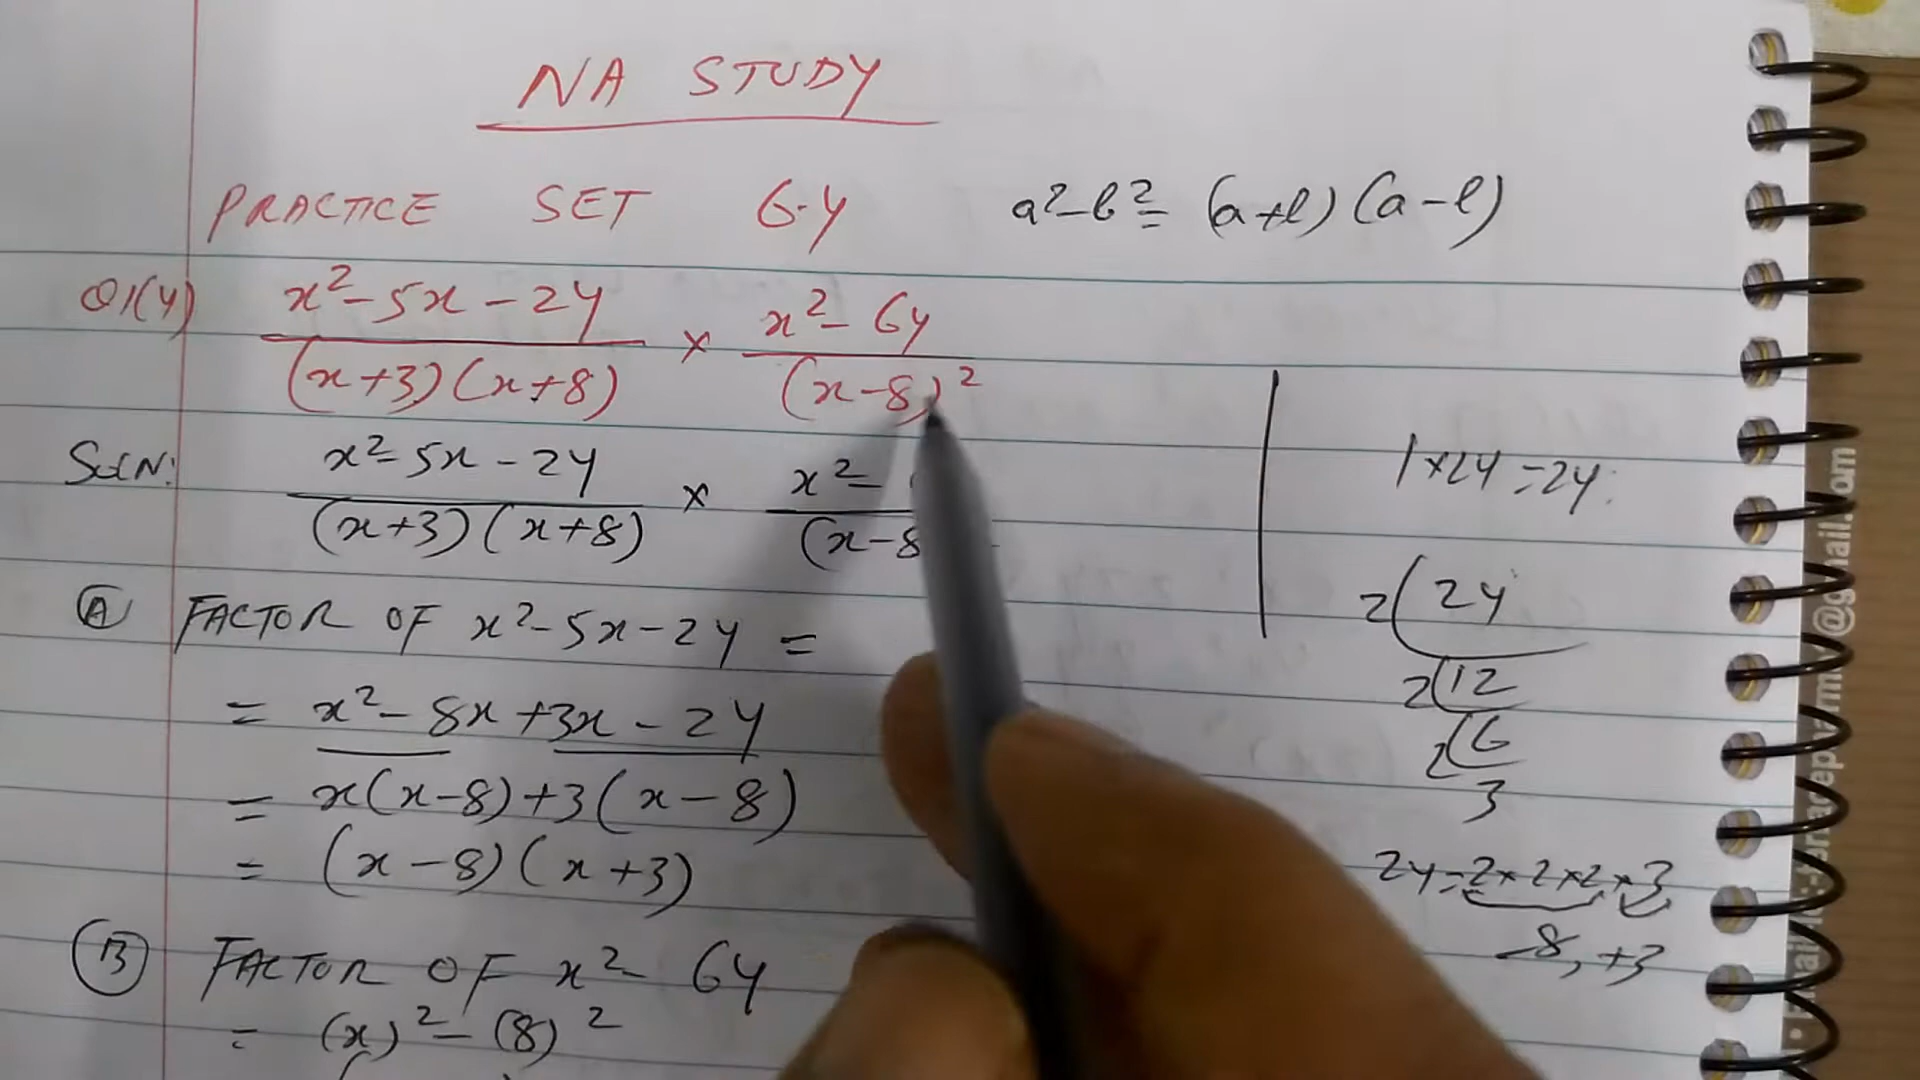 NA STUDY
PRACTICE SET 6.4
a²-b² = (a+b)(a-b)
Q1(4) x²-5x-24 / (x+3)(x+8) × x²-64 / (x-8)²
SOLN: x²-5x-24 / (x+3)(x+8) × x²- / (x-8
1×24=24
(A) FACTOR OF x²-5x-24 =
= x²-8x+3x-24
= x(x-8)+3(x-8)
= (x-8)(x+3)
2(24
2(12
2(6
3
24=2×2×2×3
-8,+3
(B) FACTOR OF x²-64
= (x)²-(8)²
@gmail.com